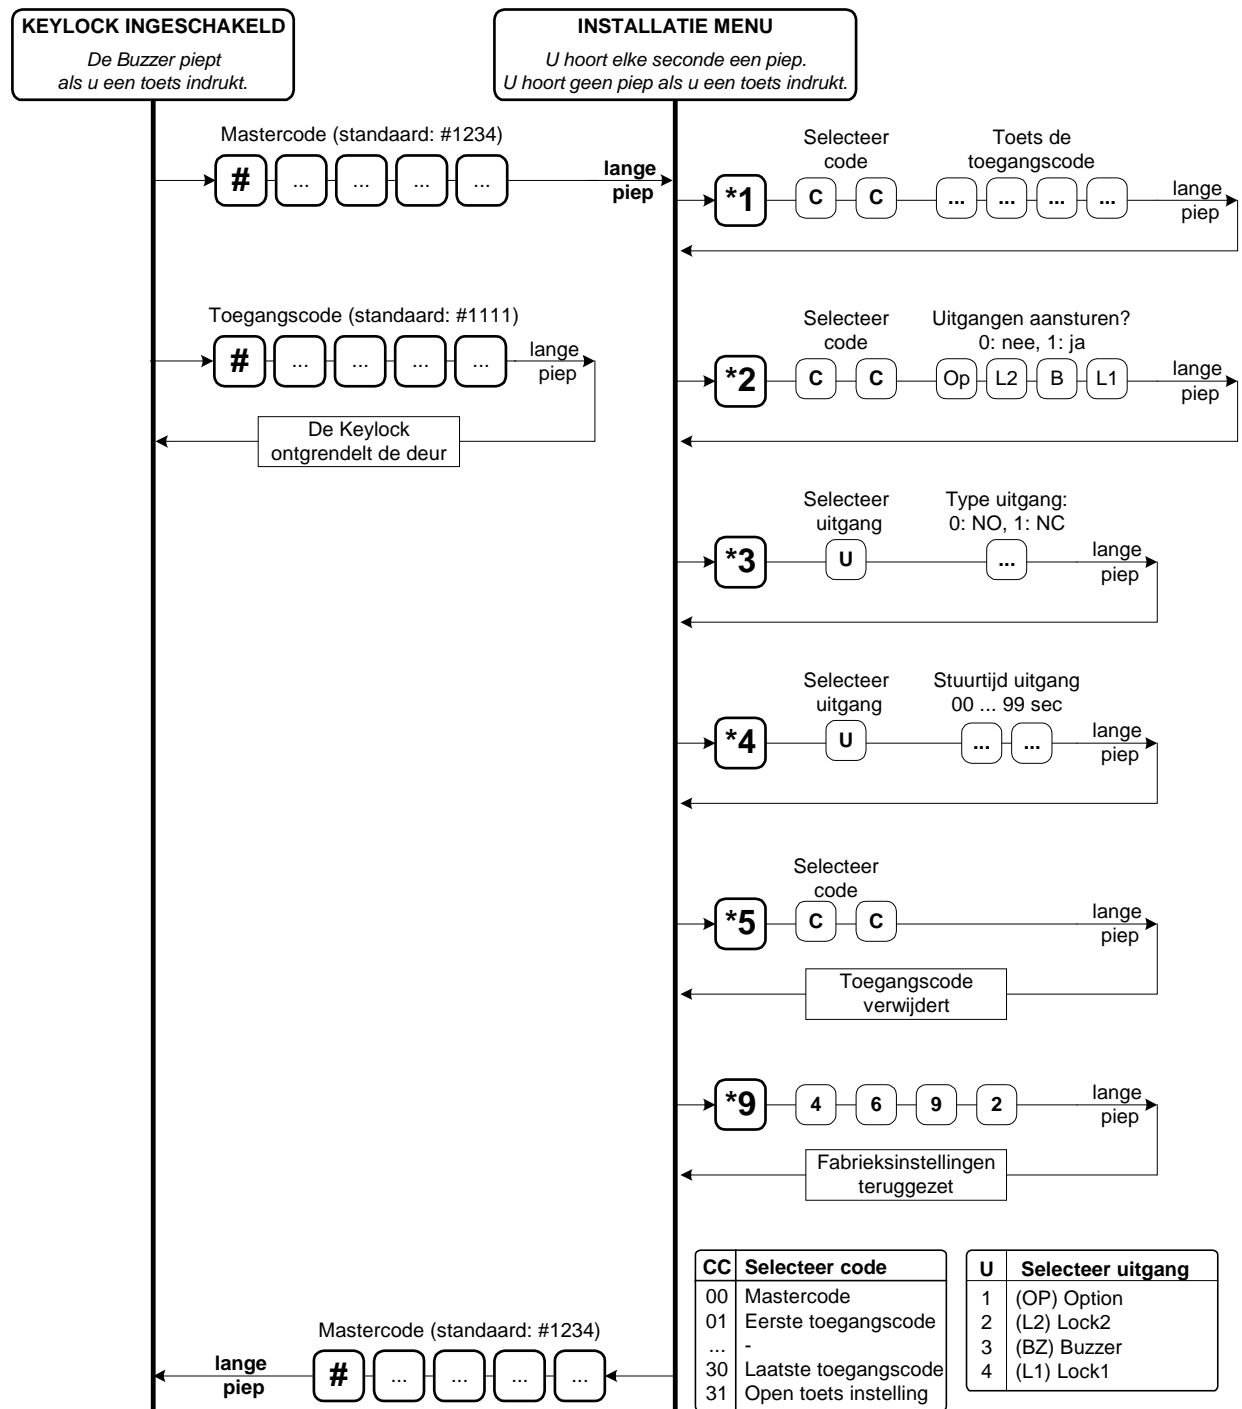 KEYLOCK INGESCHAKELD
De Buzzer piept
als u een toets indrukt.
INSTALLATIE MENU
U hoort elke seconde een piep.
U hoort geen piep als u een toets indrukt.
Mastercode (standaard: #1234)
# ... ... ... ...
lange
piep
Selecteer
code
Toets de
toegangscode
*1 C C ... ... ... ...
lange
piep
Toegangscode (standaard: #1111)
# ... ... ... ...
lange
piep
De Keylock
ontgrendelt de deur
Selecteer
code
Uitgangen aansturen?
0: nee, 1: ja
*2 C C Op L2 B L1
lange
piep
Selecteer
uitgang
Type uitgang:
0: NO, 1: NC
*3 U ...
lange
piep
Selecteer
uitgang
Stuurtijd uitgang
00 ... 99 sec
*4 U ... ...
lange
piep
Selecteer
code
*5 C C
lange
piep
Toegangscode
verwijdert
*9 4 6 9 2
lange
piep
Fabrieksinstellingen
teruggezet
CC Selecteer code
00 Mastercode
01 Eerste toegangscode
... -
30 Laatste toegangscode
31 Open toets instelling
U Selecteer uitgang
1 (OP) Option
2 (L2) Lock2
3 (BZ) Buzzer
4 (L1) Lock1
Mastercode (standaard: #1234)
lange
piep
# ... ... ... ...